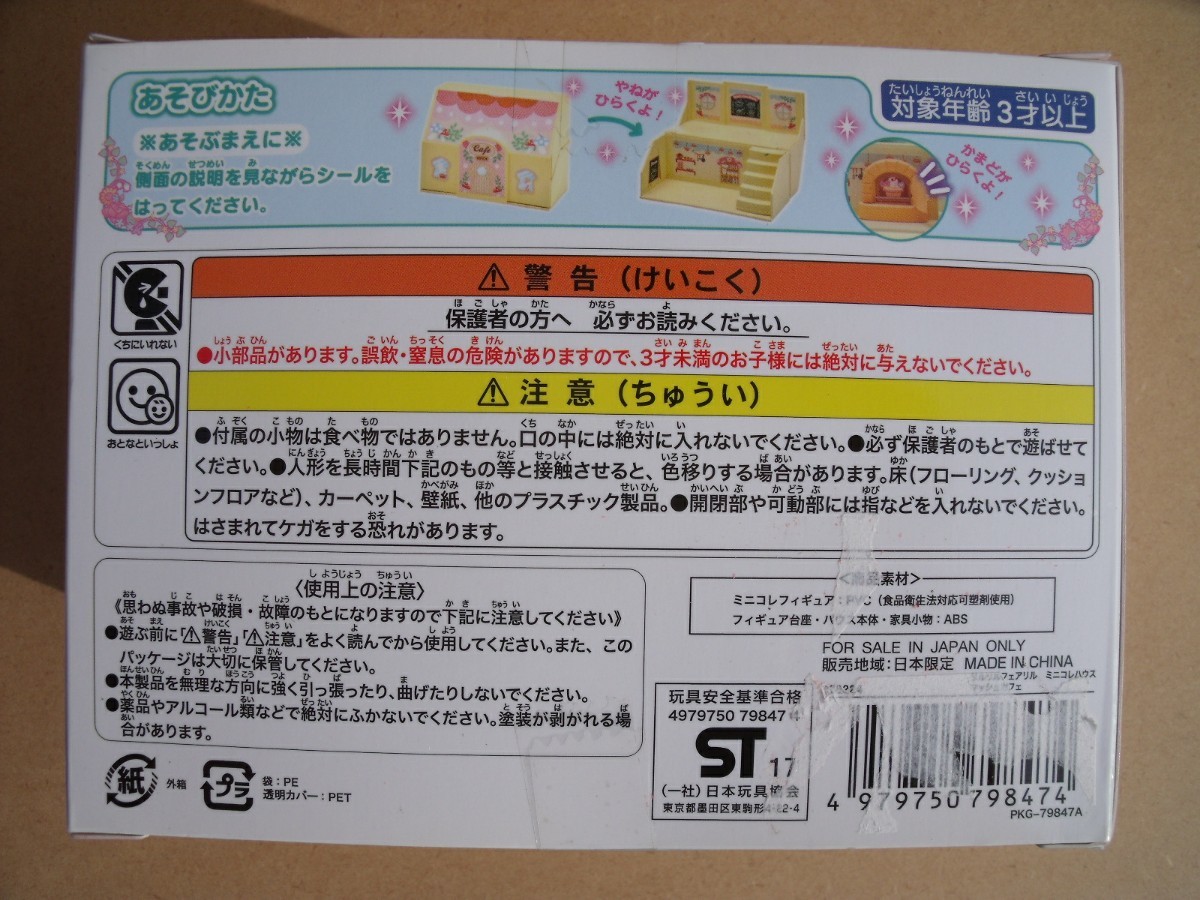 あそびかた
※あそぶまえに※
側面の説明を見ながらシールを
はってください。
Cafe
やねが
ひらくよ!
対象年齢 3才以上
かまどが
ひらくよ!
くちにいれない
おとなといっしょ
⚠警告(けいこく)
保護者の方へ 必ずお読みください。
●小部品があります。誤飲・窒息の危険がありますので、3才未満のお子様には絶対に与えないでください。
⚠注意(ちゅうい)
●付属の小物は食べ物ではありません。口の中には絶対に入れないでください。●必ず保護者のもとで遊ばせて
ください。●人形を長時間下記のもの等と接触させると、色移りする場合があります。床(フローリング、クッショ
ンフロアなど)、カーペット、壁紙、他のプラスチック製品。●開閉部や可動部には指などを入れないでください。
はさまれてケガをする恐れがあります。
〈使用上の注意〉
《思わぬ事故や破損・故障のもとになりますので下記に注意してください》
●遊ぶ前に「⚠警告」「⚠注意」をよく読んでから使用してください。また、この
パッケージは大切に保管してください。
●本製品を無理な方向に強く引っ張ったり、曲げたりしないでください。
●薬品やアルコール類などで絶対にふかないでください。塗装が剥がれる場
合があります。
紙 外箱
プラ 袋:PE
透明カバー:PET
<商品素材>
ミニコレフィギュア:PVC(食品衛生法対応可塑剤使用)
フィギュア台座・ハウス本体・家具小物:ABS
FOR SALE IN JAPAN ONLY
販売地域:日本限定 MADE IN CHINA
ミニコレハウス
玩具安全基準合格
4979750 79847 4
ST 17
(一社)日本玩具協会
東京都墨田区東駒形4-22-4
4 979750 798474
PKG-79847A